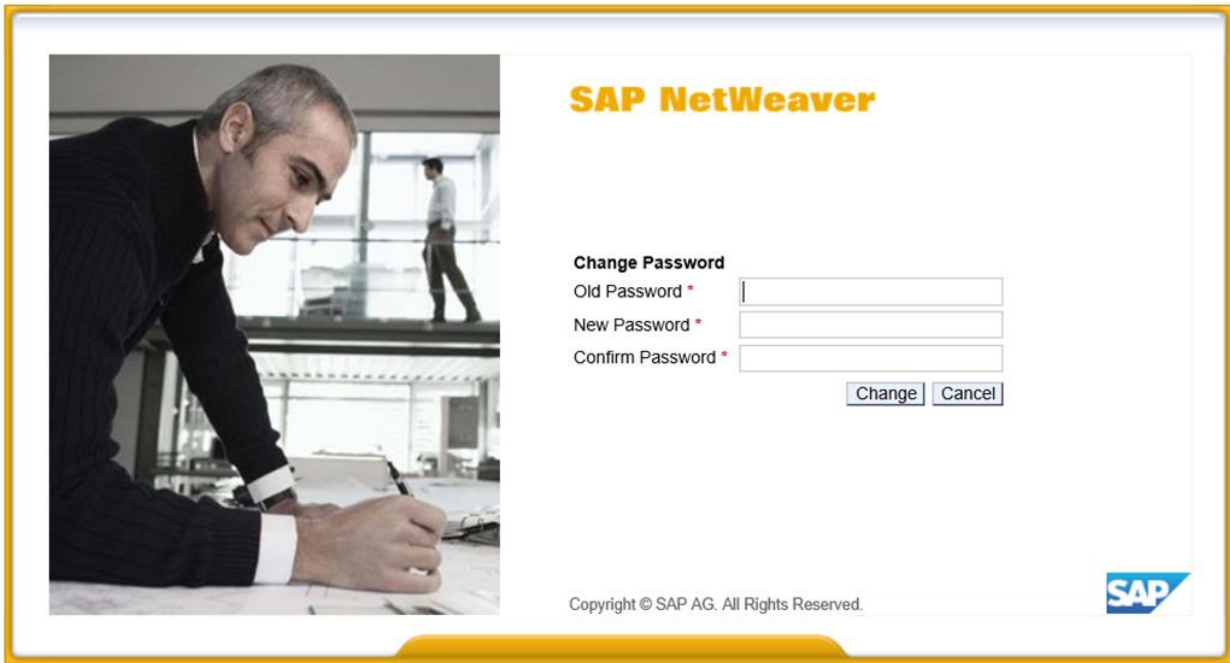 SAP NetWeaver
Change Password
Old Password *
New Password *
Confirm Password *
Change Cancel
Copyright © SAP AG. All Rights Reserved.
SAP